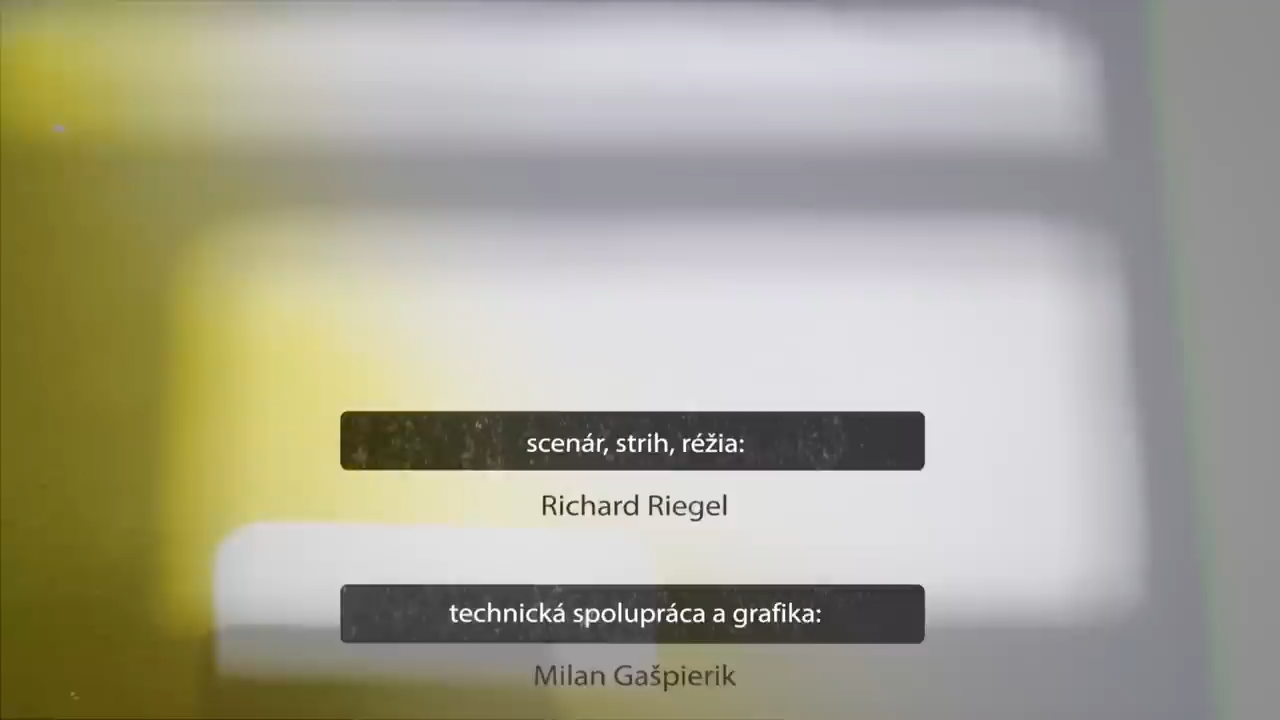 scenár, strih, réžia:
Richard Riegel
technická spolupráca a grafika:
Milan Gašpierik